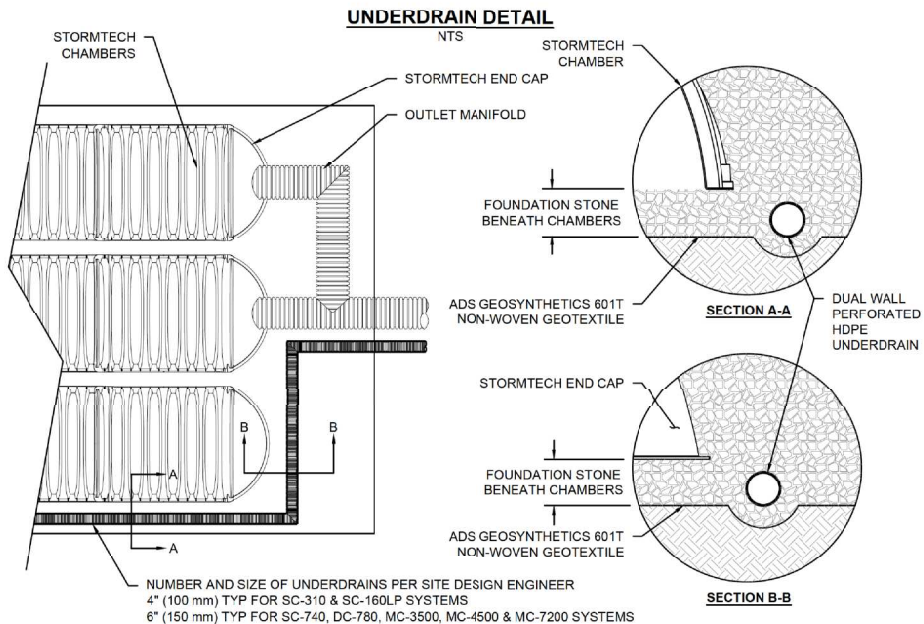 UNDERDRAIN DETAIL
NTS
STORMTECH
CHAMBERS
STORMTECH END CAP
OUTLET MANIFOLD
STORMTECH
CHAMBER
FOUNDATION STONE
BENEATH CHAMBERS
ADS GEOSYNTHETICS 601T
NON-WOVEN GEOTEXTILE
SECTION A-A
DUAL WALL
PERFORATED
HDPE
UNDERDRAIN
STORMTECH END CAP
FOUNDATION STONE
BENEATH CHAMBERS
ADS GEOSYNTHETICS 601T
NON-WOVEN GEOTEXTILE
SECTION B-B
B
B
A
A
NUMBER AND SIZE OF UNDERDRAINS PER SITE DESIGN ENGINEER
4" (100 mm) TYP FOR SC-310 & SC-160LP SYSTEMS
6" (150 mm) TYP FOR SC-740, DC-780, MC-3500, MC-4500 & MC-7200 SYSTEMS